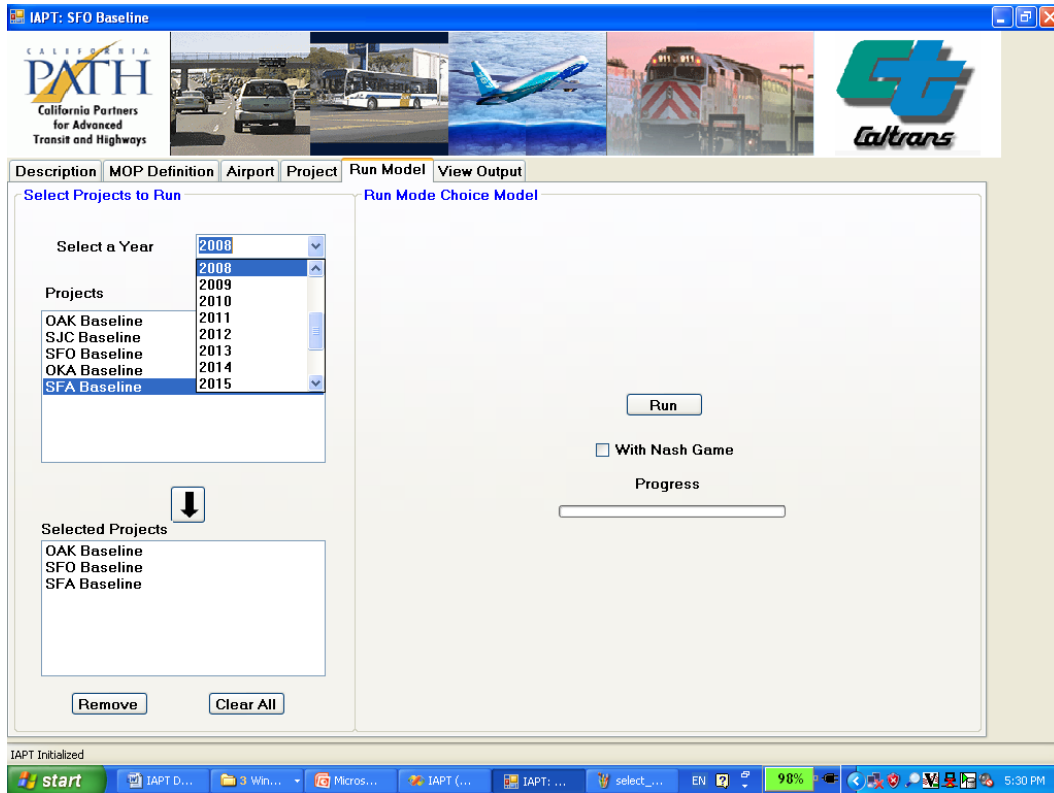 IAPT: SFO Baseline
CALIFORNIA
PATH
California Partners
for Advanced
Transit and Highways
911 911
Caltrans
Description MOP Definition Airport Project Run Model View Output
Select Projects to Run
Run Mode Choice Model
Select a Year 2008
2008
2009
2010
2011
2012
2013
2014
2015
Projects
OAK Baseline
SJC Baseline
SFO Baseline
OKA Baseline
SFA Baseline
Run
With Nash Game
Progress
Selected Projects
OAK Baseline
SFO Baseline
SFA Baseline
Remove Clear All
IAPT Initialized
start IAPT D... 3 Win... Micros... IAPT (... IAPT: ... select_... EN 98% 5:30 PM